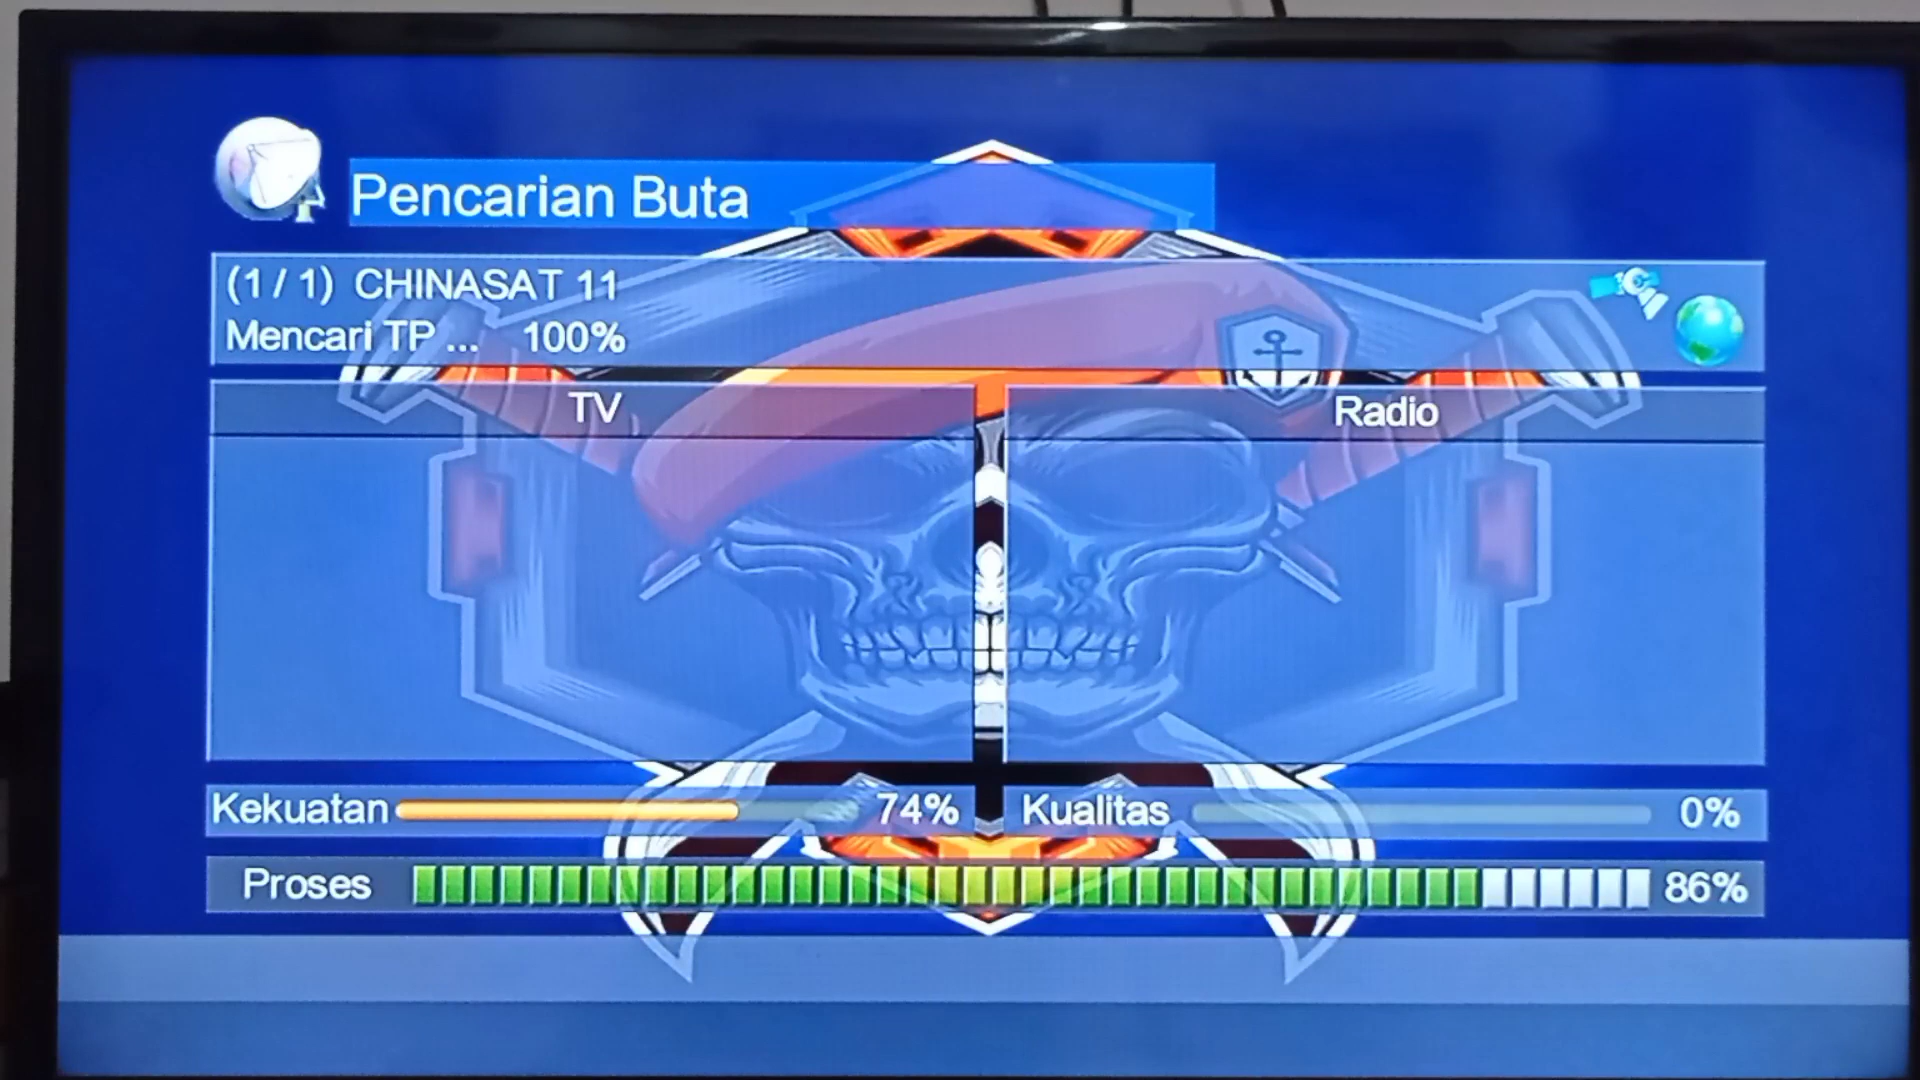 Pencarian Buta
(1 / 1) CHINASAT 11
Mencari TP ... 100%
TV
Radio
Kekuatan 74%
Kualitas 0%
Proses 86%